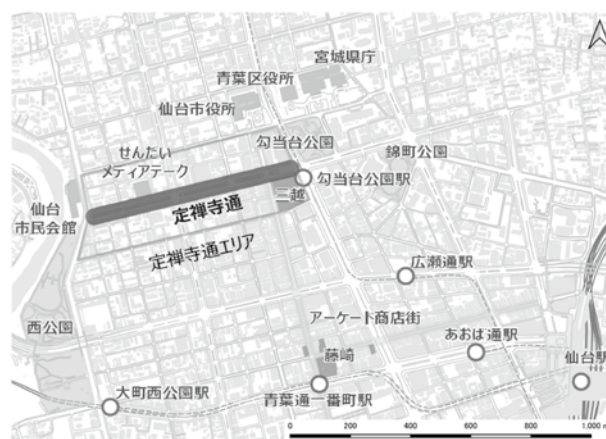 宮城県庁
青葉区役所
仙台市役所
勾当台公園
せんだい
メディアテーク
錦町公園
勾当台公園駅
三越
仙台
市民会館
定禅寺通
定禅寺通エリア
広瀬通駅
西公園
アーケード商店街
あおば通駅
藤崎
仙台駅
大町西公園駅
青葉通一番町駅
0 200 400 600 800 1,000 m